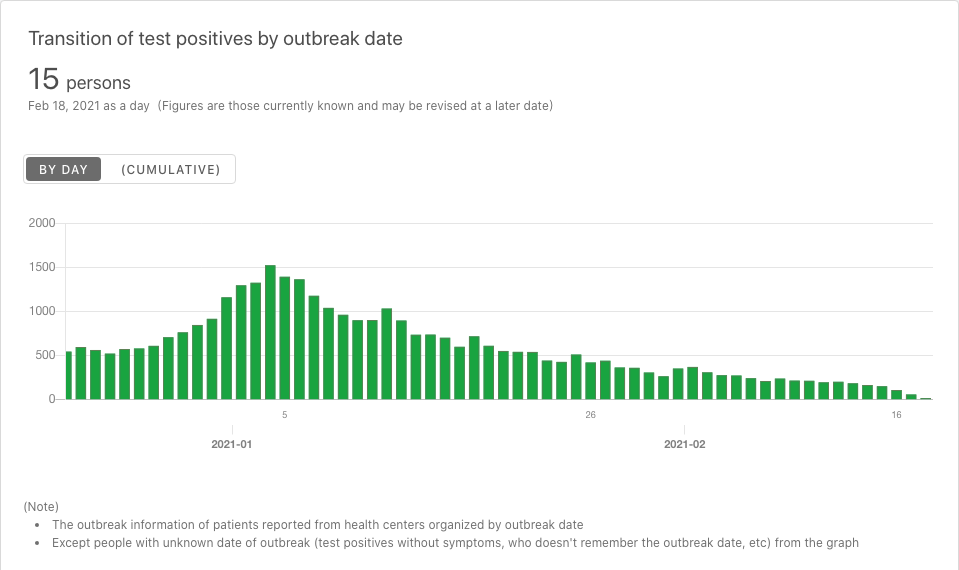 Transition of test positives by outbreak date
15 persons
Feb 18, 2021 as a day (Figures are those currently known and may be revised at a later date)
BY DAY (CUMULATIVE)
2000
1500
1000
500
0
5 26 16
2021-01 2021-02
(Note)
• The outbreak information of patients reported from health centers organized by outbreak date
• Except people with unknown date of outbreak (test positives without symptoms, who doesn't remember the outbreak date, etc) from the graph